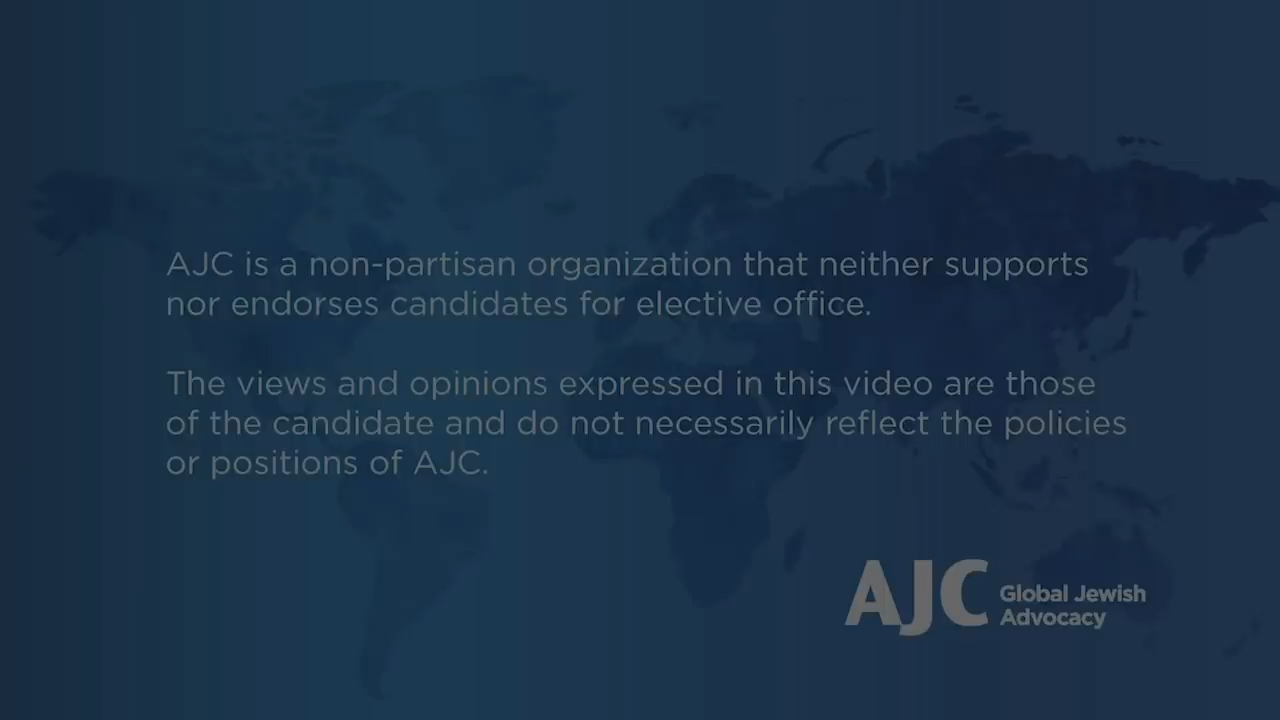 AJC is a non-partisan organization that neither supports
nor endorses candidates for elective office.
The views and opinions expressed in this video are those
of the candidate and do not necessarily reflect the policies
or positions of AJC.
AJC Global Jewish
Advocacy